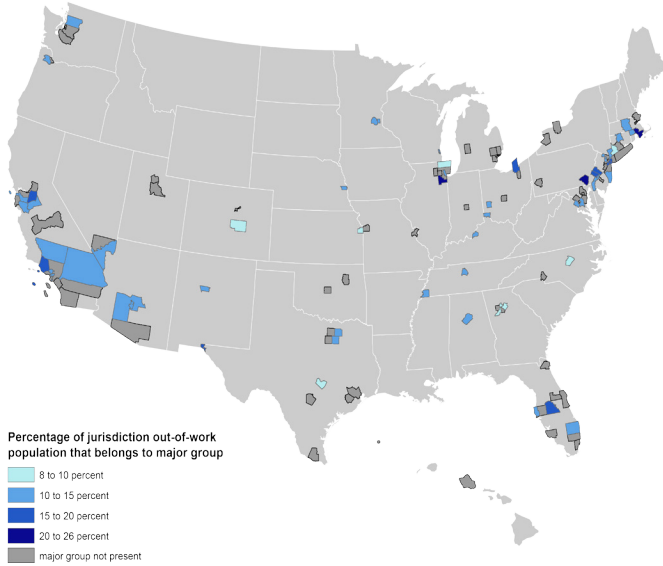 Percentage of jurisdiction out-of-work
population that belongs to major group
8 to 10 percent
10 to 15 percent
15 to 20 percent
20 to 26 percent
major group not present